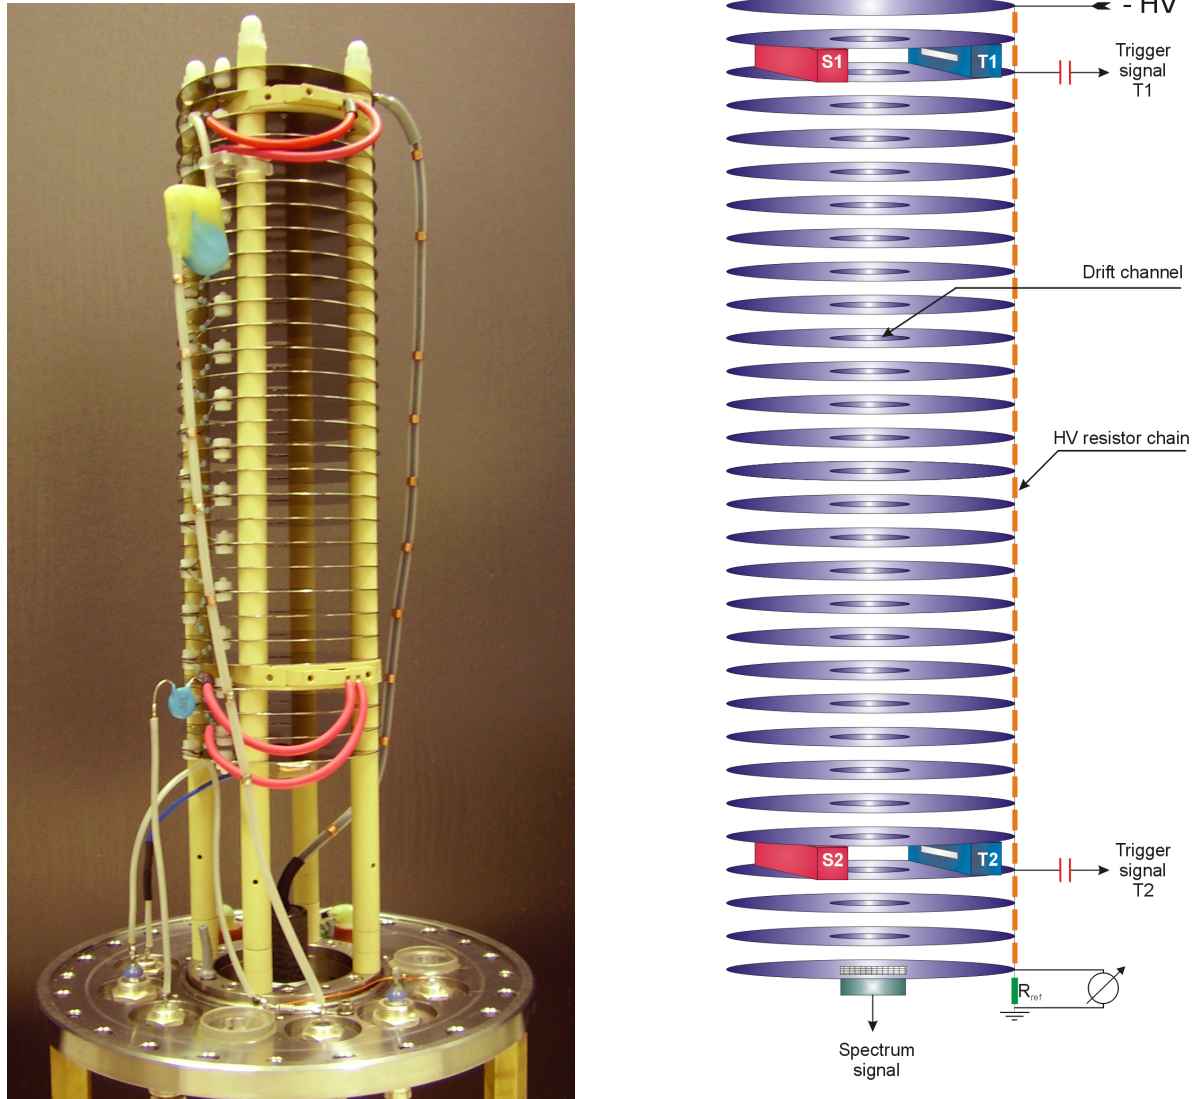 - HV
S1
T1
Trigger
signal
T1
Drift channel
HV resistor chain
S2
T2
Trigger
signal
T2
Rref
Spectrum
signal